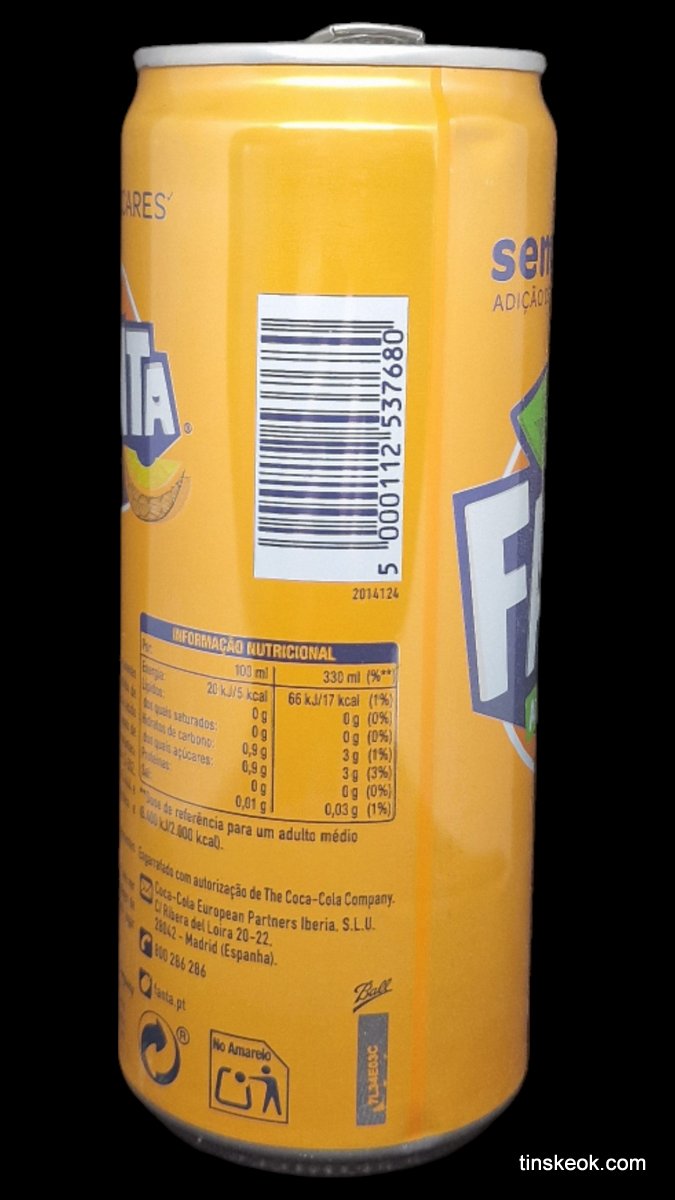 CARES
sem
ADIÇÃO
FA
5 000112 537680
2014124
INFORMAÇÃO NUTRICIONAL
Por: 100 ml 330 ml (%**)
Energia: 20 kJ/5 kcal 66 kJ/17 kcal (1%)
Lípidos: 0 g 0 g (0%)
dos quais saturados: 0 g 0 g (0%)
Hidratos de carbono: 0,9 g 3 g (1%)
dos quais açúcares: 0,9 g 3 g (3%)
Proteínas: 0 g 0 g (0%)
Sal: 0,01 g 0,03 g (1%)
**Dose de referência para um adulto médio
(8.400 kJ/2.000 kcal).
Engarrafado com autorização de The Coca-Cola Company.
Coca-Cola European Partners Iberia, S.L.U.
C/ Ribera del Loira 20-22.
28042 - Madrid (Espanha).
800 286 286
fanta.pt
Ball
No Amarelo
7L34E63C
tinskeok.com